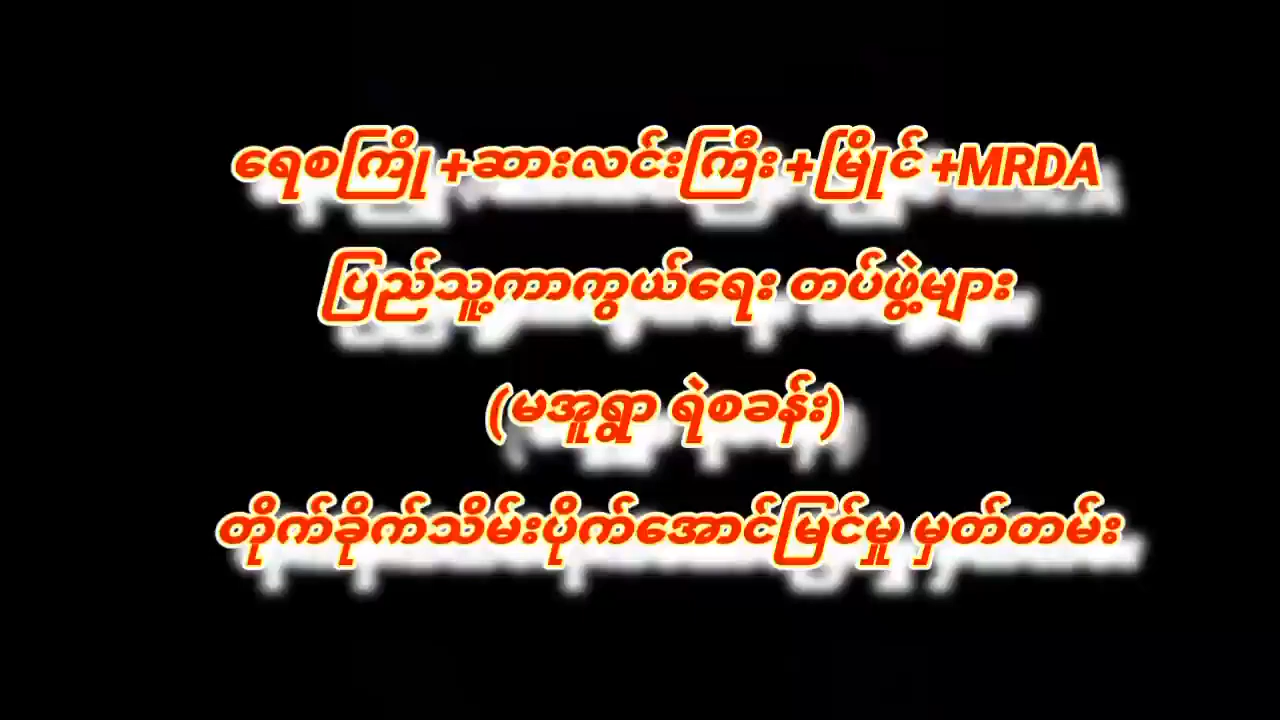 ရေစကြို +ဆားလင်းကြီး +မြိုင် +MRDA
ပြည်သူ့ကာကွယ်ရေး တပ်ဖွဲ့များ
(မအူရွာ ရဲစခန်း)
တိုက်ခိုက်သိမ်းပိုက်အောင်မြင်မှု မှတ်တမ်း